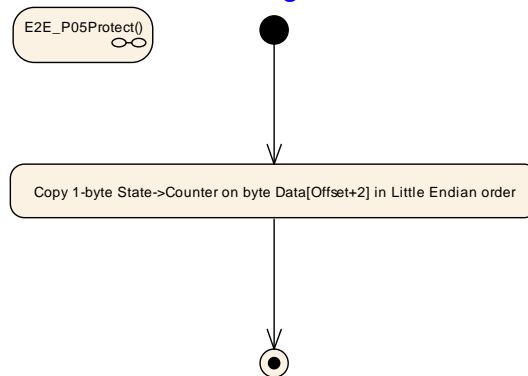 E2E_P05Protect()
Copy 1-byte State->Counter on byte Data[Offset+2] in Little Endian order